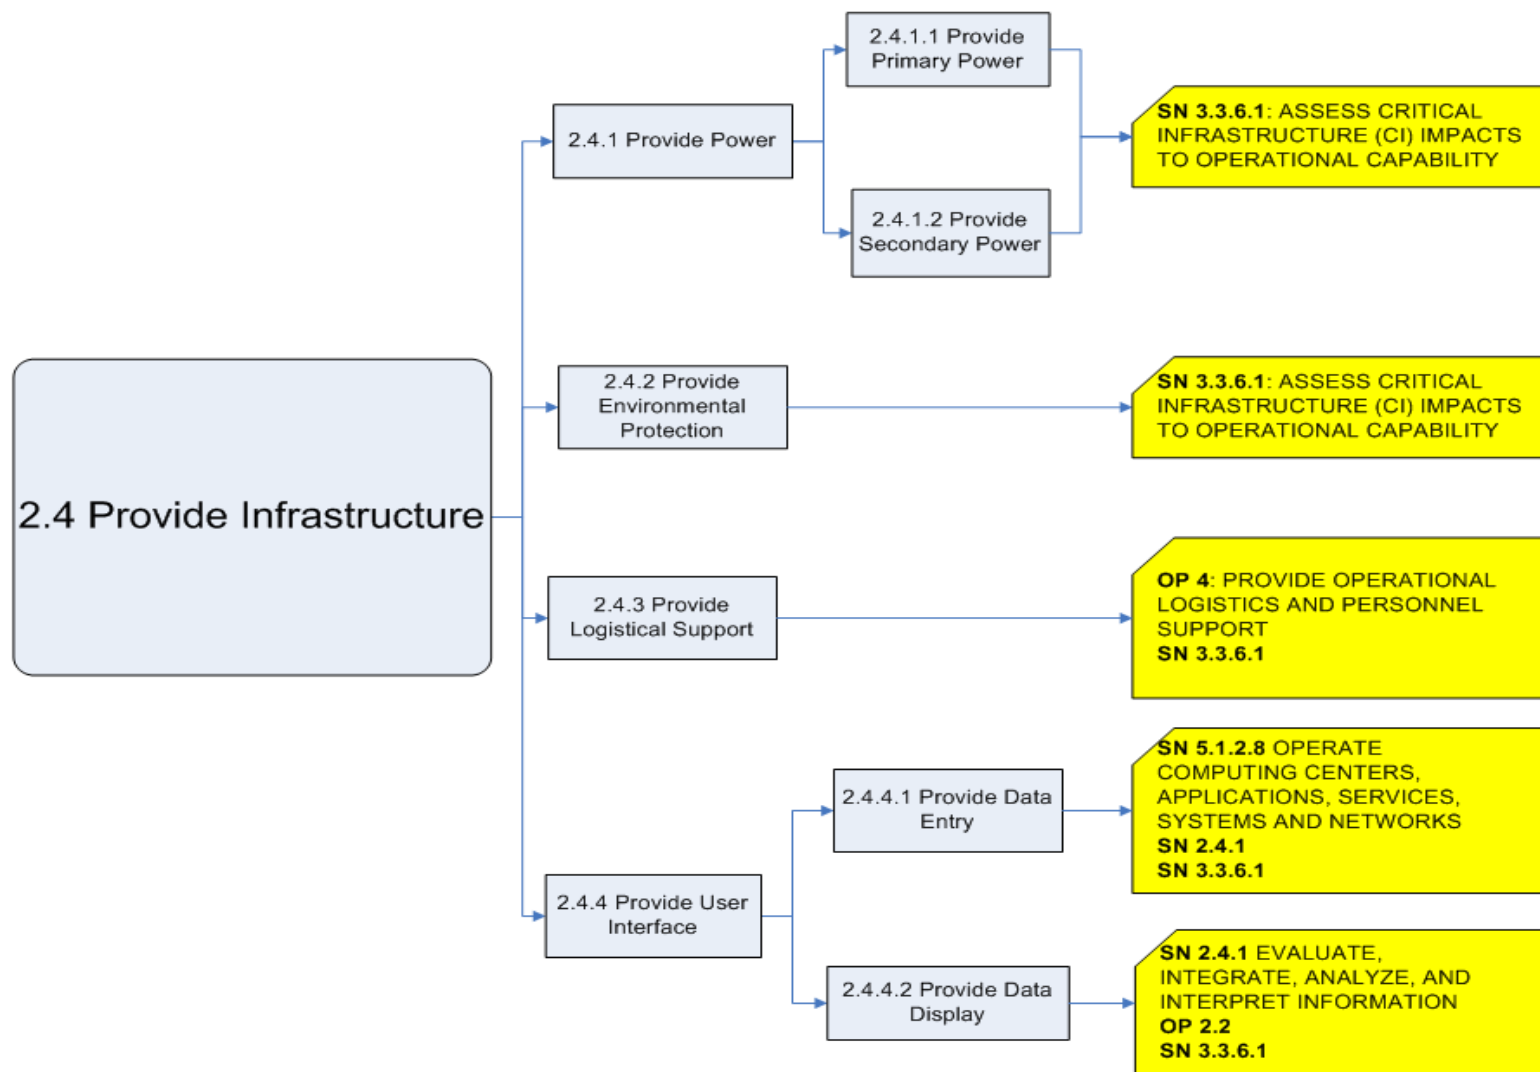 2.4.1.1 Provide
Primary Power
SN 3.3.6.1: ASSESS CRITICAL
INFRASTRUCTURE (CI) IMPACTS
TO OPERATIONAL CAPABILITY
2.4.1 Provide Power
2.4.1.2 Provide
Secondary Power
2.4.2 Provide
Environmental
Protection
SN 3.3.6.1: ASSESS CRITICAL
INFRASTRUCTURE (CI) IMPACTS
TO OPERATIONAL CAPABILITY
2.4 Provide Infrastructure
2.4.3 Provide
Logistical Support
OP 4: PROVIDE OPERATIONAL
LOGISTICS AND PERSONNEL
SUPPORT
SN 3.3.6.1
2.4.4.1 Provide Data
Entry
SN 5.1.2.8 OPERATE
COMPUTING CENTERS,
APPLICATIONS, SERVICES,
SYSTEMS AND NETWORKS
SN 2.4.1
SN 3.3.6.1
2.4.4 Provide User
Interface
2.4.4.2 Provide Data
Display
SN 2.4.1 EVALUATE,
INTEGRATE, ANALYZE, AND
INTERPRET INFORMATION
OP 2.2
SN 3.3.6.1